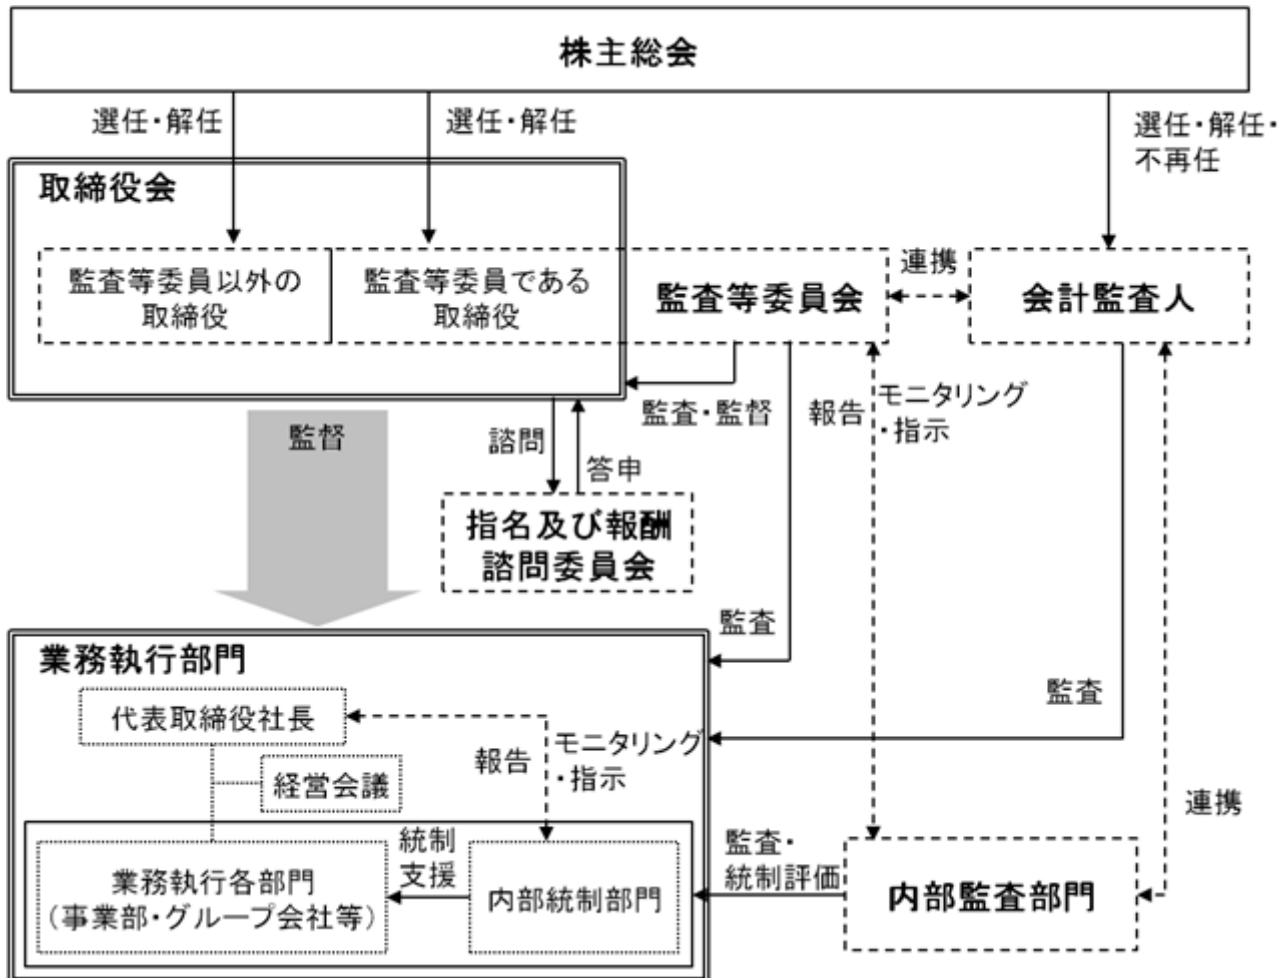 株主総会
選任・解任
選任・解任
選任・解任・
不再任
取締役会
監査等委員以外の
取締役
監査等委員である
取締役
監査等委員会
連携
会計監査人
監査・監督
報告
モニタリング
・指示
監督
諮問
答申
指名及び報酬
諮問委員会
監査
監査
業務執行部門
代表取締役社長
経営会議
報告
モニタリング
・指示
連携
業務執行各部門
（事業部・グループ会社等）
統制
支援
内部統制部門
監査・
統制評価
内部監査部門